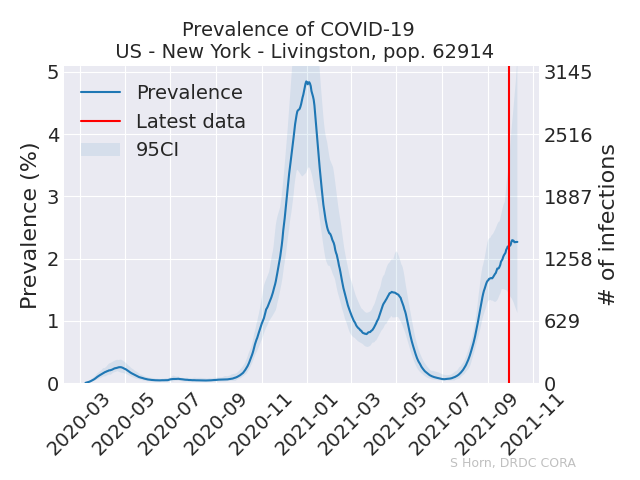 Prevalence of COVID-19
US - New York - Livingston, pop. 62914
Prevalence (%)
5
4
3
2
1
0
Prevalence
Latest data
95CI
3145
2516
1887
1258
629
0
# of infections
2020-03
2020-05
2020-07
2020-09
2020-11
2021-01
2021-03
2021-05
2021-07
2021-09
2021-11
S Horn, DRDC CORA